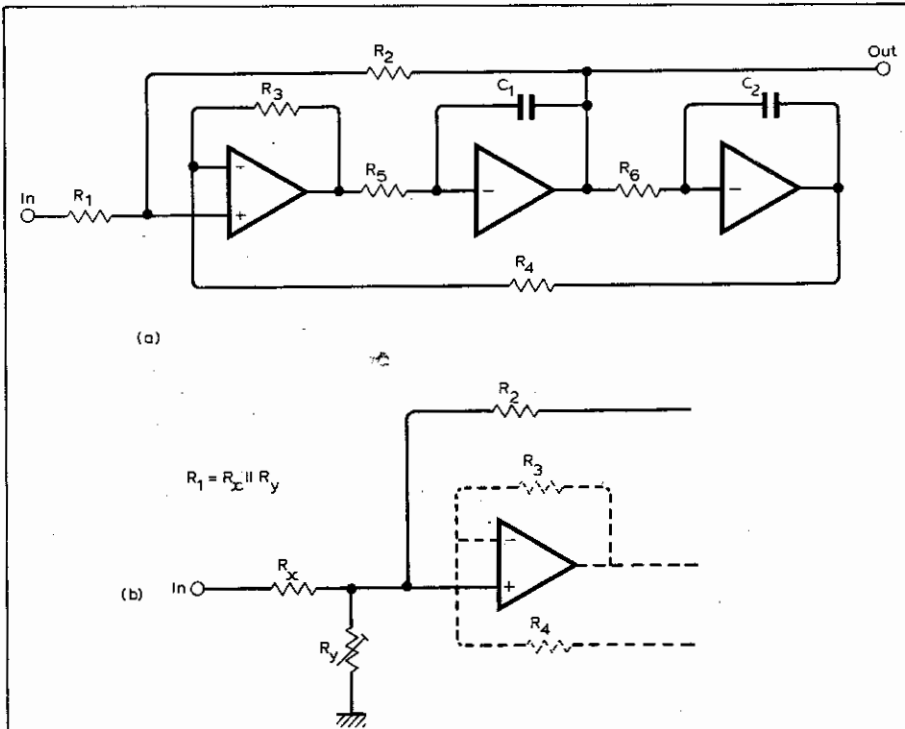 R2
Out
R3
C1
C2
R5
R6
In
R1
R4
(a)
R2
R1 = Rx || Ry
R3
Rx
(b)
In
R4
Ry